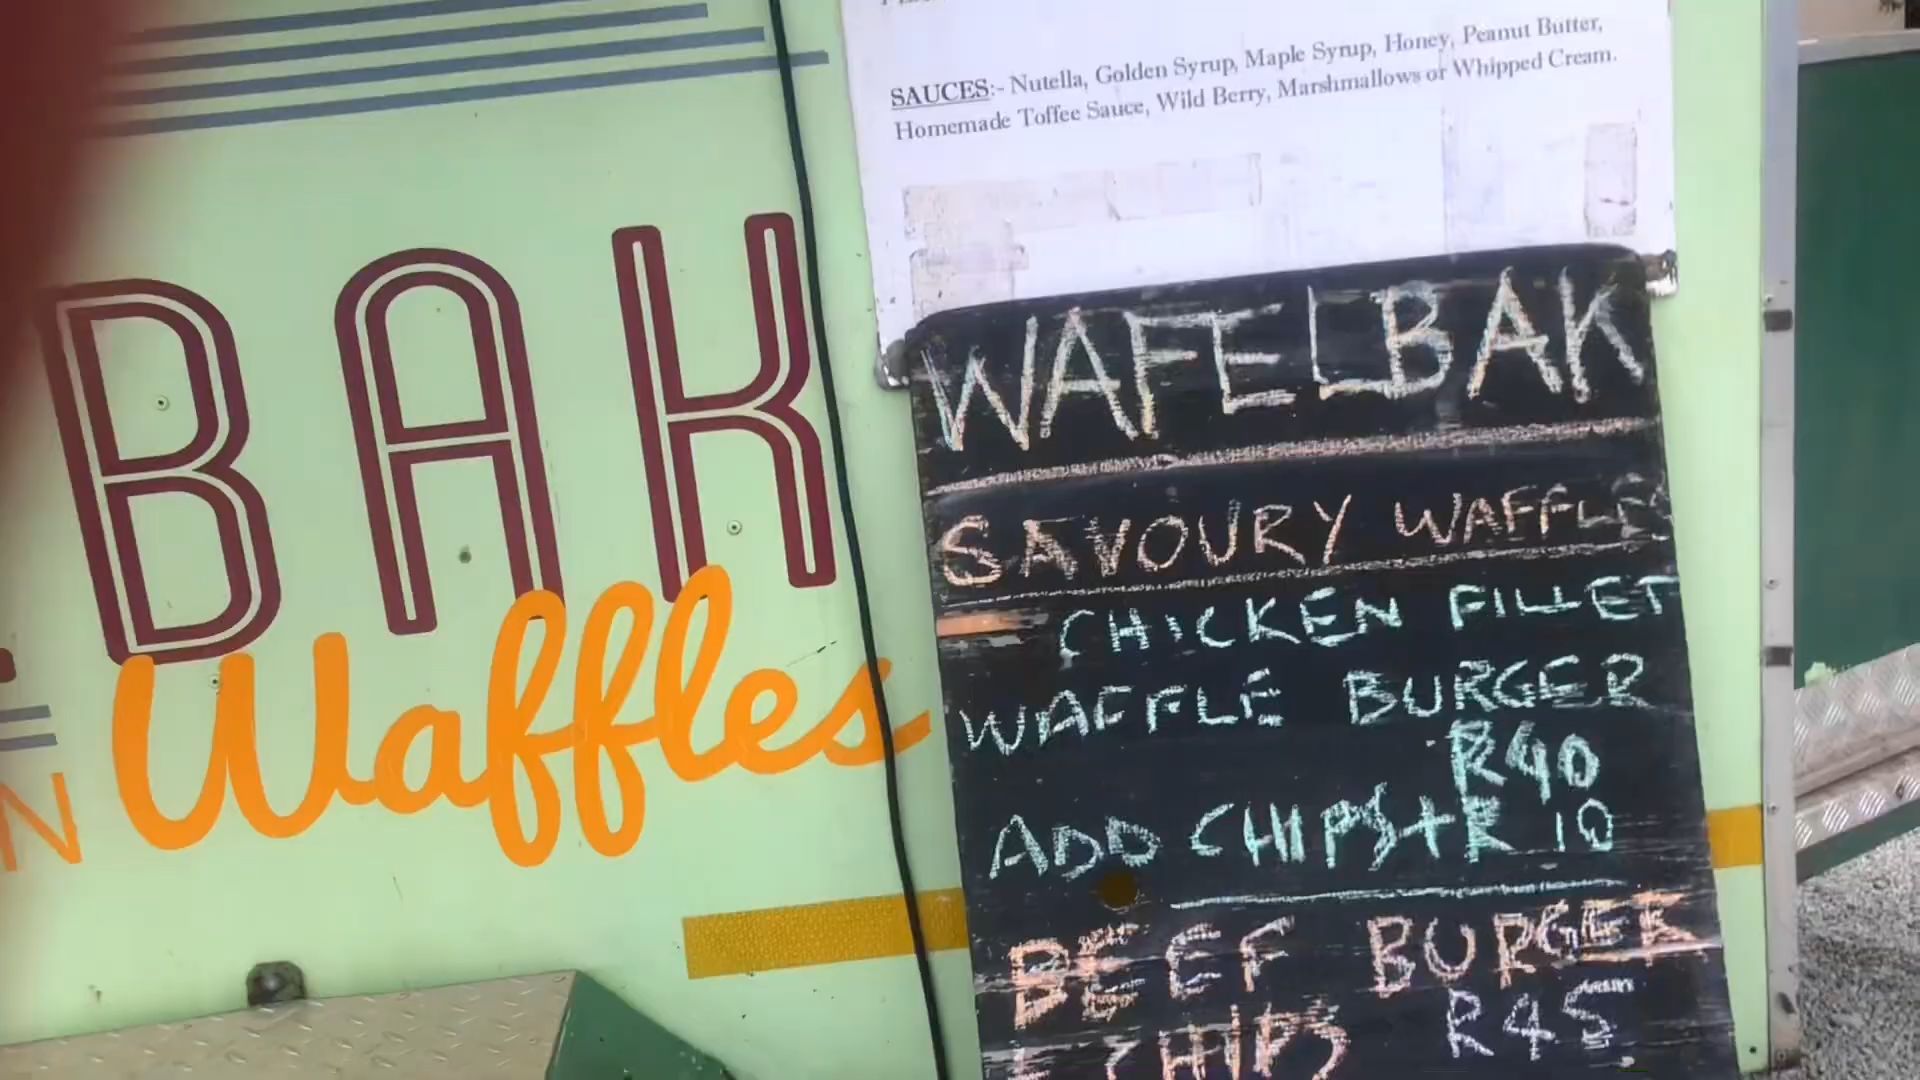 BAK
Waffles
N
SAUCES:- Nutella, Golden Syrup, Maple Syrup, Honey, Peanut Butter,
Homemade Toffee Sauce, Wild Berry, Marshmallows or Whipped Cream.
WAFELBAK
SAVOURY WAFFLES
CHICKEN FILLET
WAFFLE BURGER
R40
ADD CHIPS + R 10
BEEF BURGER
CHIPS R45